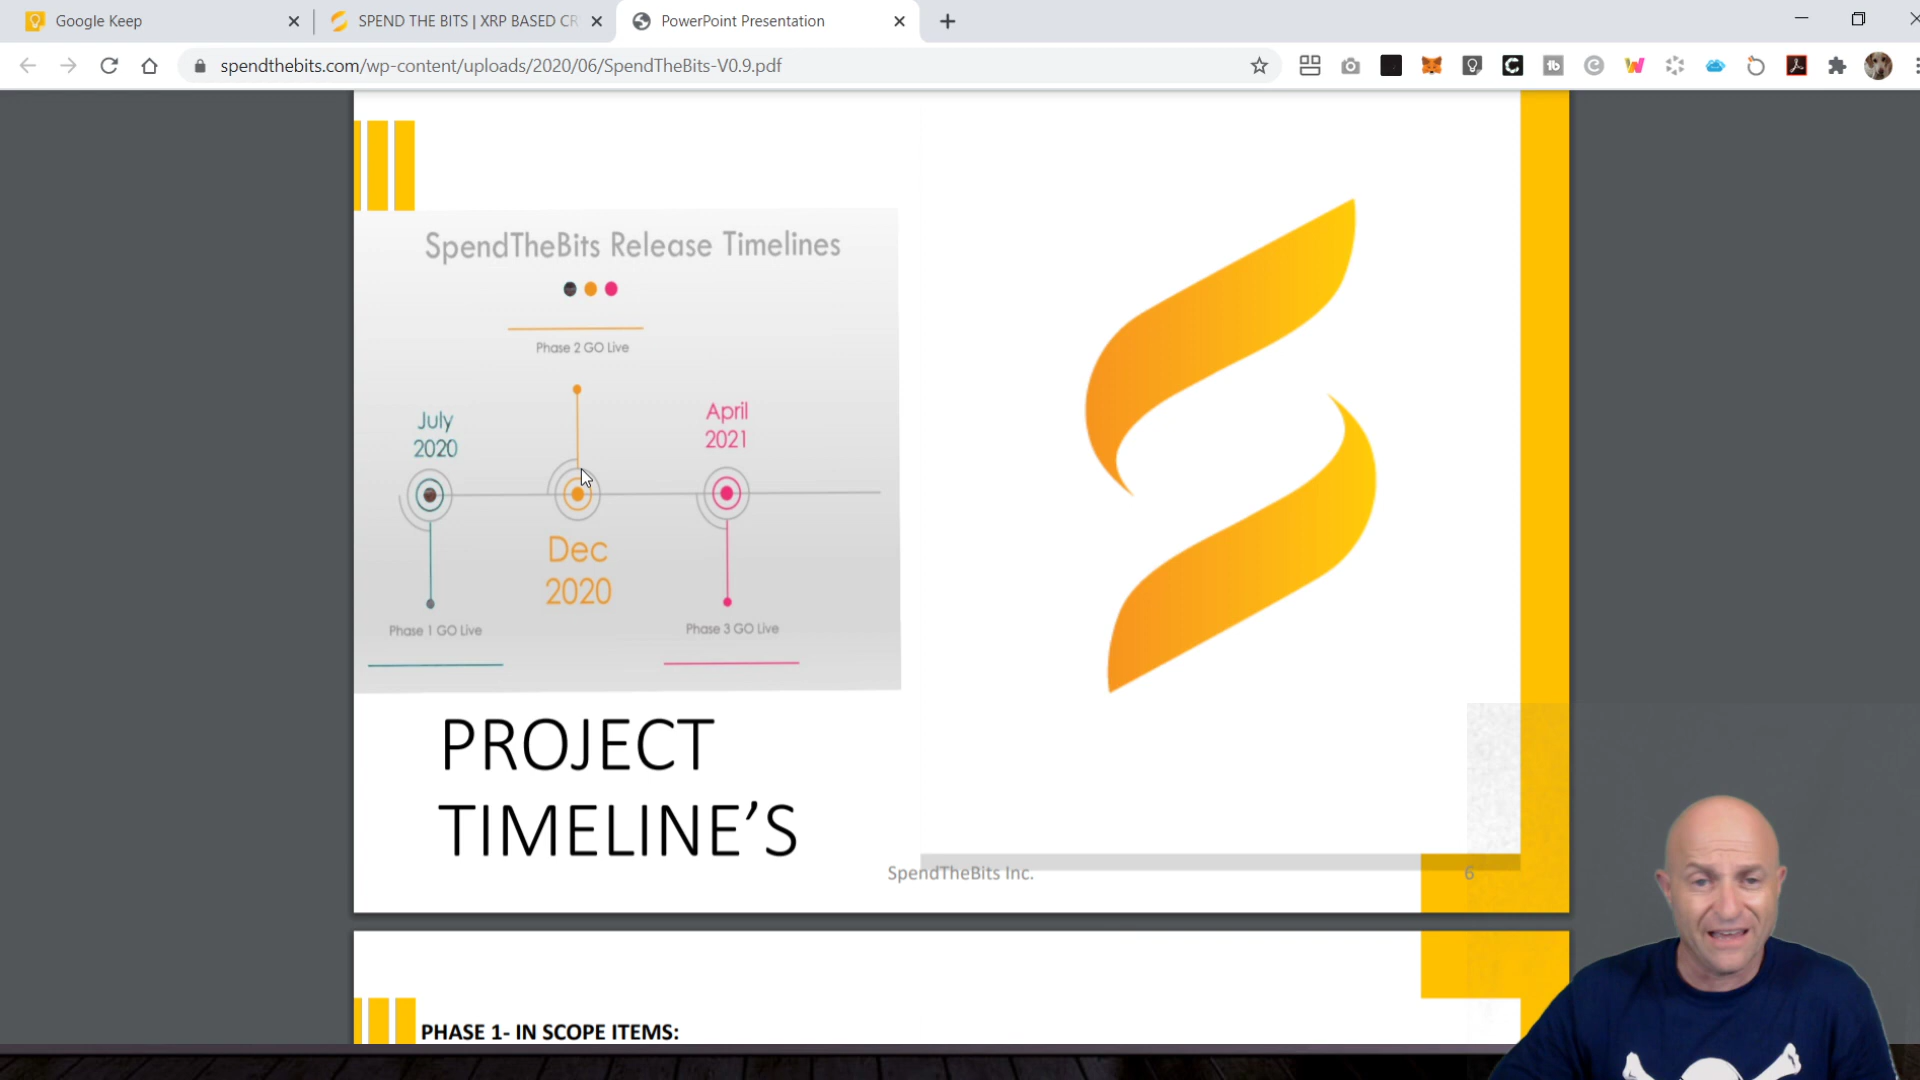 Google Keep
SPEND THE BITS | XRP BASED CR
PowerPoint Presentation
spendthebits.com/wp-content/uploads/2020/06/SpendTheBits-V0.9.pdf
SpendTheBits Release Timelines
Phase 2 GO Live
July
2020
April
2021
Dec
2020
Phase 1 GO Live
Phase 3 GO Live
PROJECT
TIMELINE’S
SpendTheBits Inc.
6
PHASE 1- IN SCOPE ITEMS: